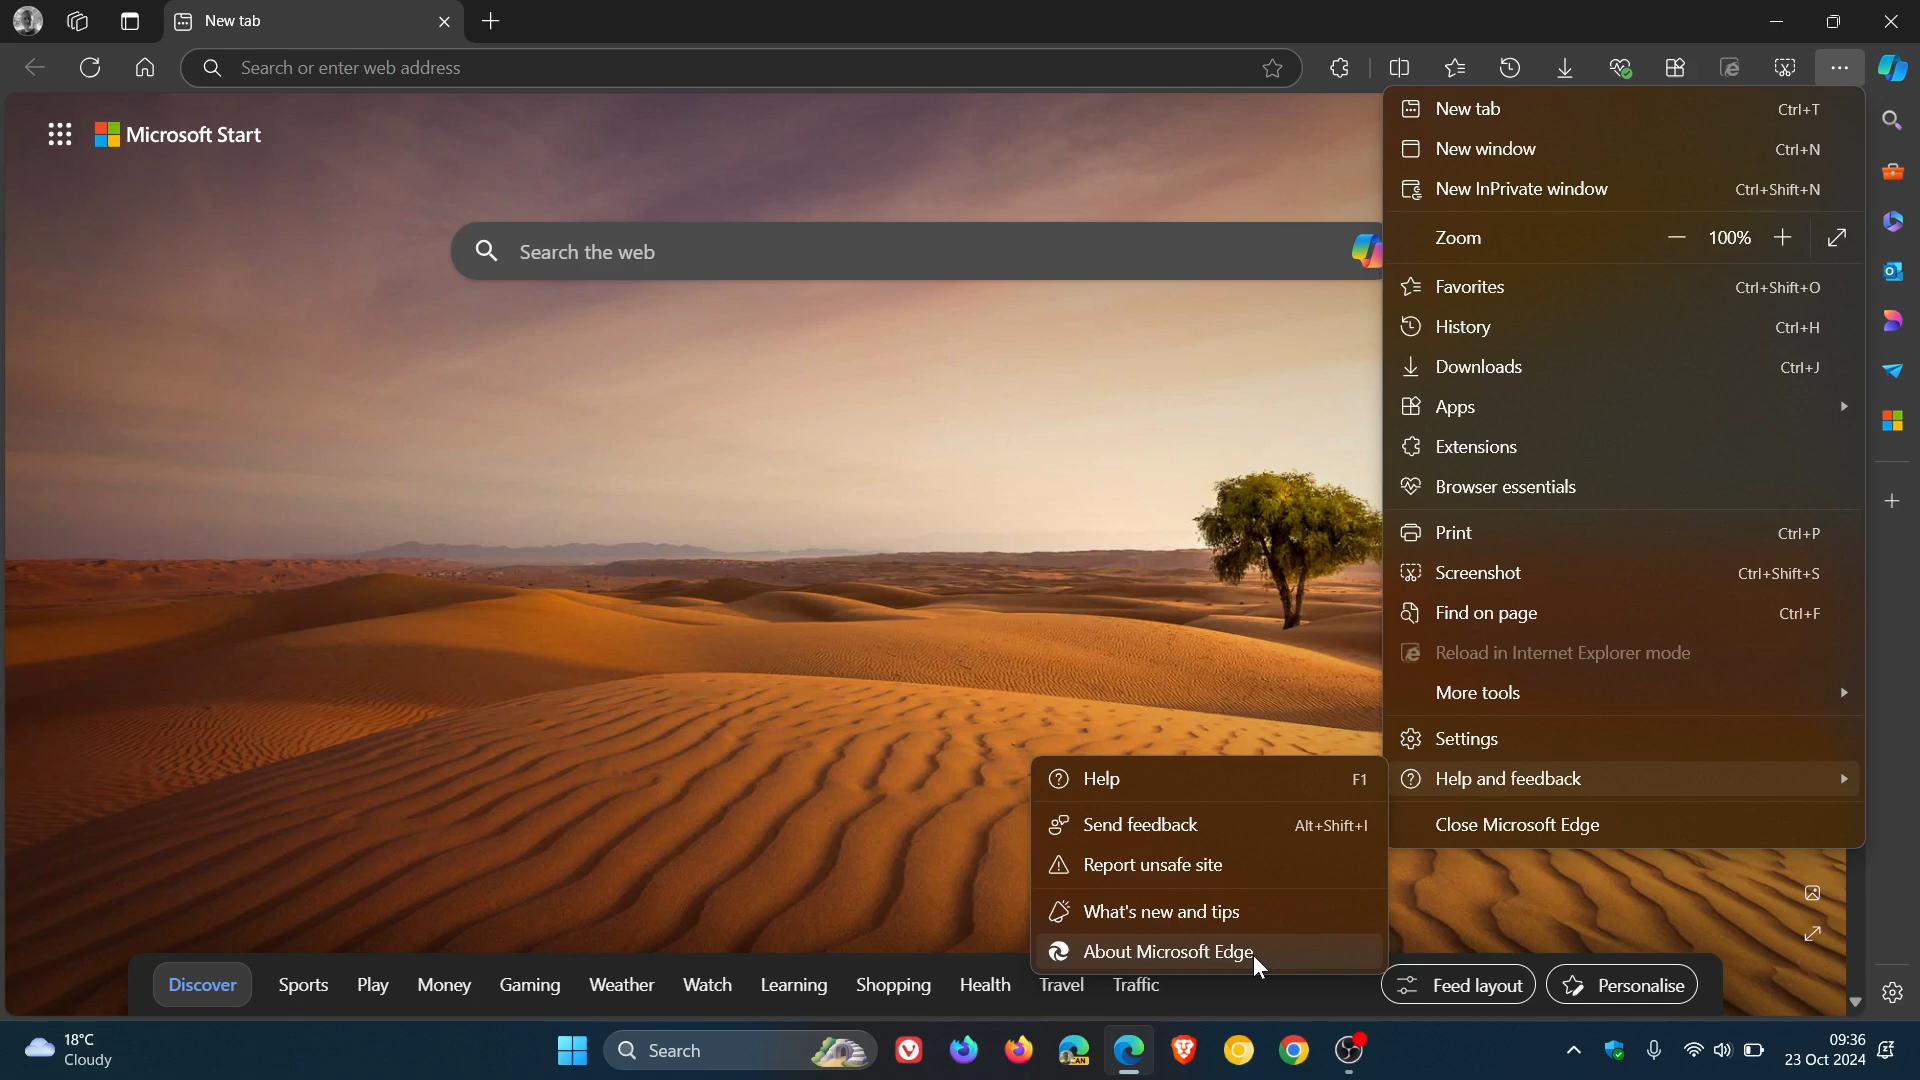 New tab
Search or enter web address
Microsoft Start
Search the web
New tab Ctrl+T
New window Ctrl+N
New InPrivate window Ctrl+Shift+N
Zoom 100%
Favorites Ctrl+Shift+O
History Ctrl+H
Downloads Ctrl+J
Apps
Extensions
Browser essentials
Print Ctrl+P
Screenshot Ctrl+Shift+S
Find on page Ctrl+F
Reload in Internet Explorer mode
More tools
Settings
Help and feedback
Close Microsoft Edge
Help F1
Send feedback Alt+Shift+I
Report unsafe site
What's new and tips
About Microsoft Edge
Discover Sports Play Money Gaming Weather Watch Learning Shopping Health Travel Traffic Feed layout Personalise
18°C
Cloudy
Search
CAN
09:36
23 Oct 2024